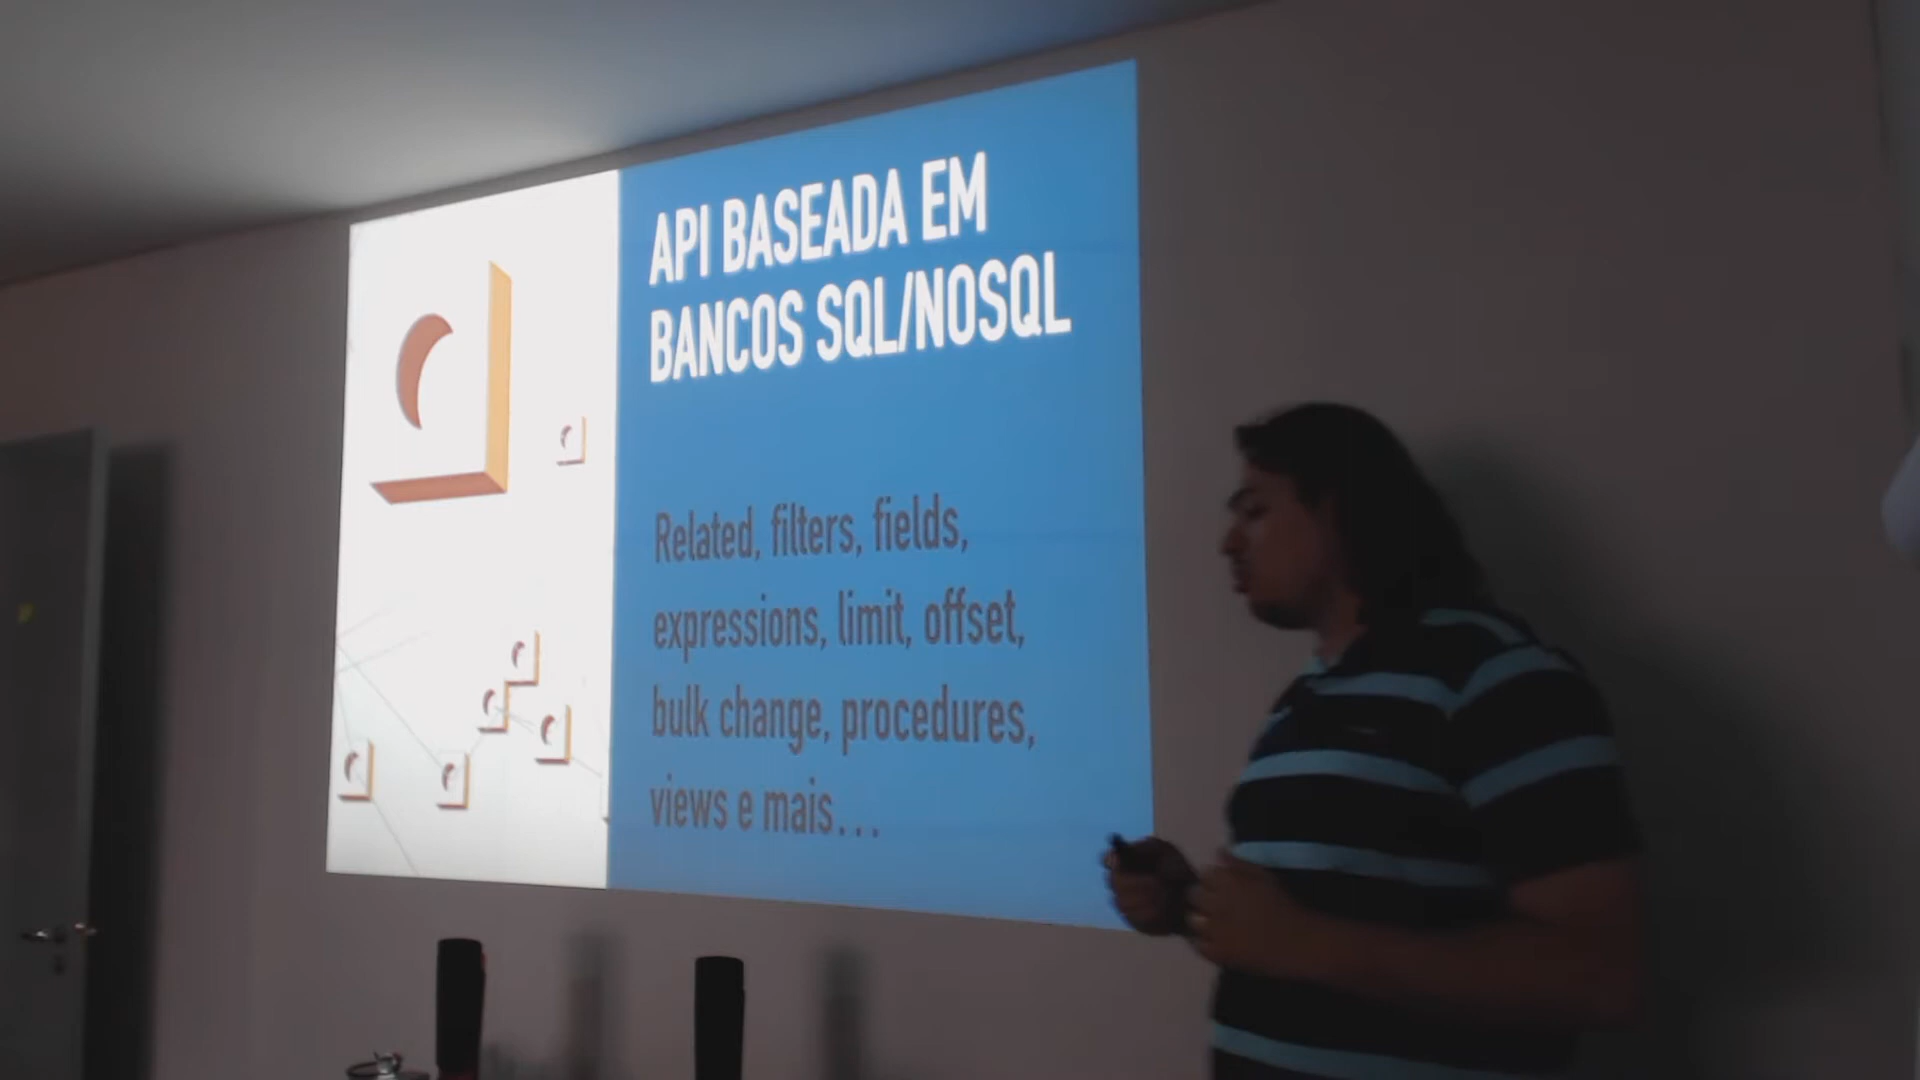 API BASEADA EM
BANCOS SQL/NOSQL
Related, filters, fields,
expressions, limit, offset,
bulk change, procedures,
views e mais...